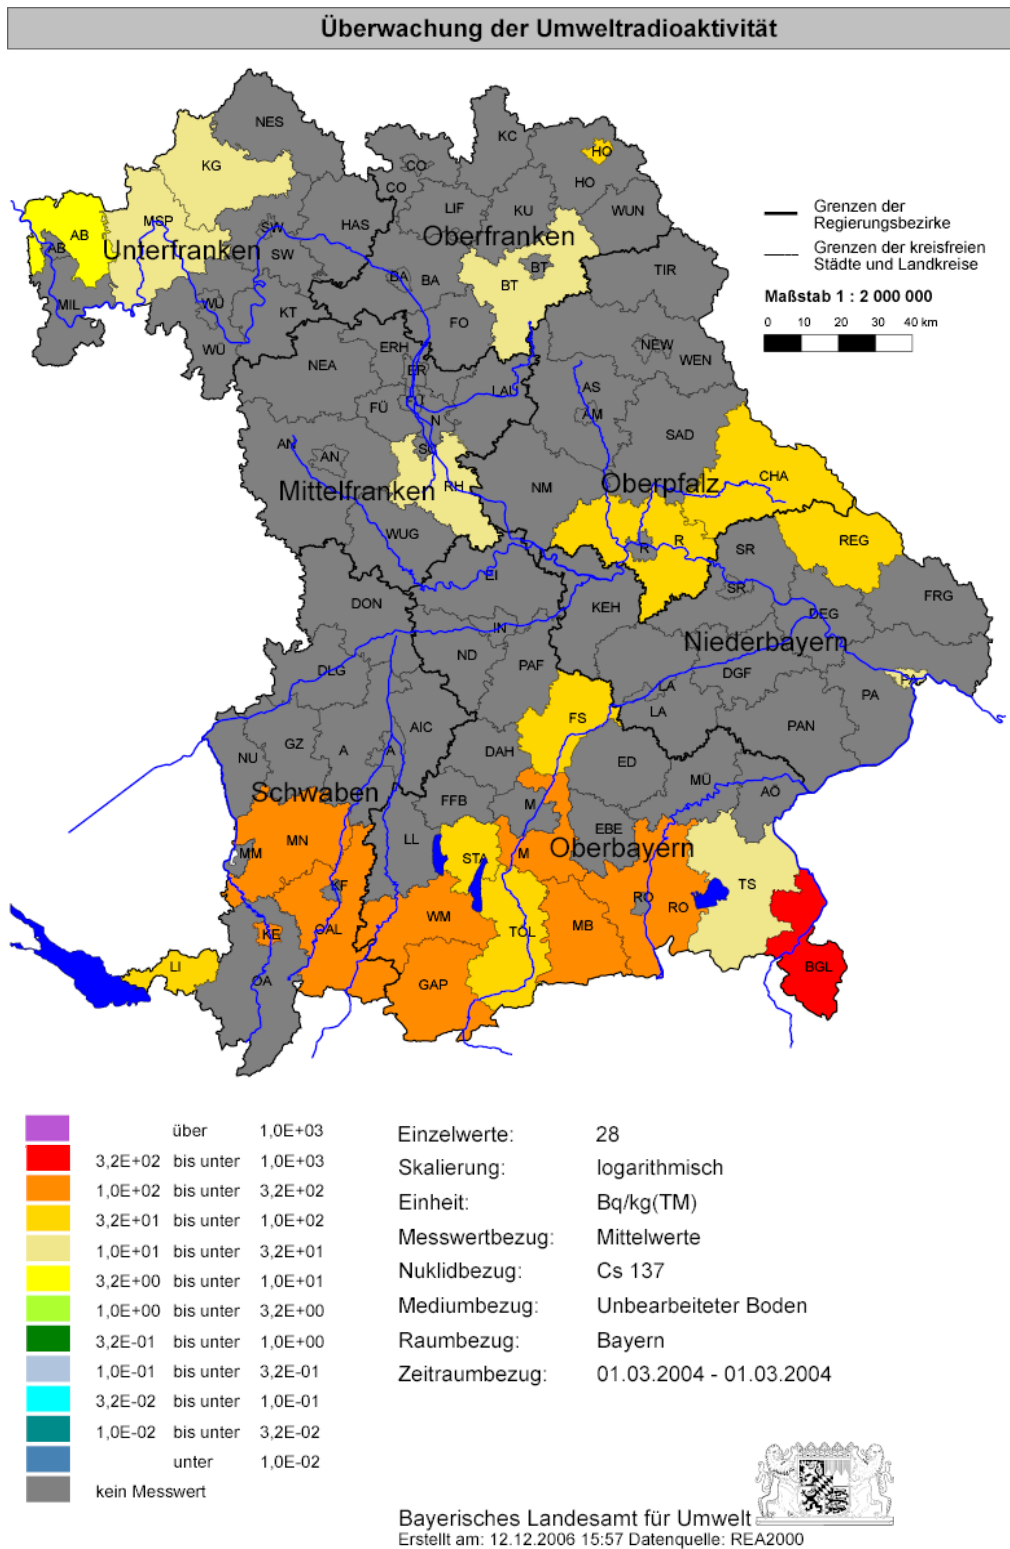 Überwachung der Umweltradioaktivität
NES
KC
CO
HO
KG
CO
HO
KU
LIF
WUN
MSP
HAS
SW
AB
AB
Unterfranken
Oberfranken
SW
BT
TIR
BA
BA
BT
MIL
WÜ
KT
FO
WÜ
ERH
NEW
WEN
NEA
ER
LAU
AS
FÜ
FÜ
AM
N
SAD
AN
AN
SC
CHA
Mittelfranken
RH
NM
Oberpfalz
WUG
R
R
SR
REG
EI
SR
FRG
DON
KEH
DEG
IN
Niederbayern
ND
DLG
PAF
DGF
PA
LA
PA
FS
LA
AIC
PAN
GZ
A
A
DAH
NU
ED
MÜ
Schwaben
FFB
M
AÖ
MN
LL
EBE
Oberbayern
MM
STA
M
KF
TS
RO
RO
WM
KE
OAL
TÖL
MB
LI
OA
GAP
BGL
Grenzen der
Regierungsbezirke
Grenzen der kreisfreien
Städte und Landkreise
Maßstab 1 : 2 000 000
0 10 20 30 40 km
über 1,0E+03
3,2E+02 bis unter 1,0E+03
1,0E+02 bis unter 3,2E+02
3,2E+01 bis unter 1,0E+02
1,0E+01 bis unter 3,2E+01
3,2E+00 bis unter 1,0E+01
1,0E+00 bis unter 3,2E+00
3,2E-01 bis unter 1,0E+00
1,0E-01 bis unter 3,2E-01
3,2E-02 bis unter 1,0E-01
1,0E-02 bis unter 3,2E-02
unter 1,0E-02
kein Messwert
Einzelwerte: 28
Skalierung: logarithmisch
Einheit: Bq/kg(TM)
Messwertbezug: Mittelwerte
Nuklidbezug: Cs 137
Mediumbezug: Unbearbeiteter Boden
Raumbezug: Bayern
Zeitraumbezug: 01.03.2004 - 01.03.2004
Bayerisches Landesamt für Umwelt
Erstellt am: 12.12.2006 15:57 Datenquelle: REA2000